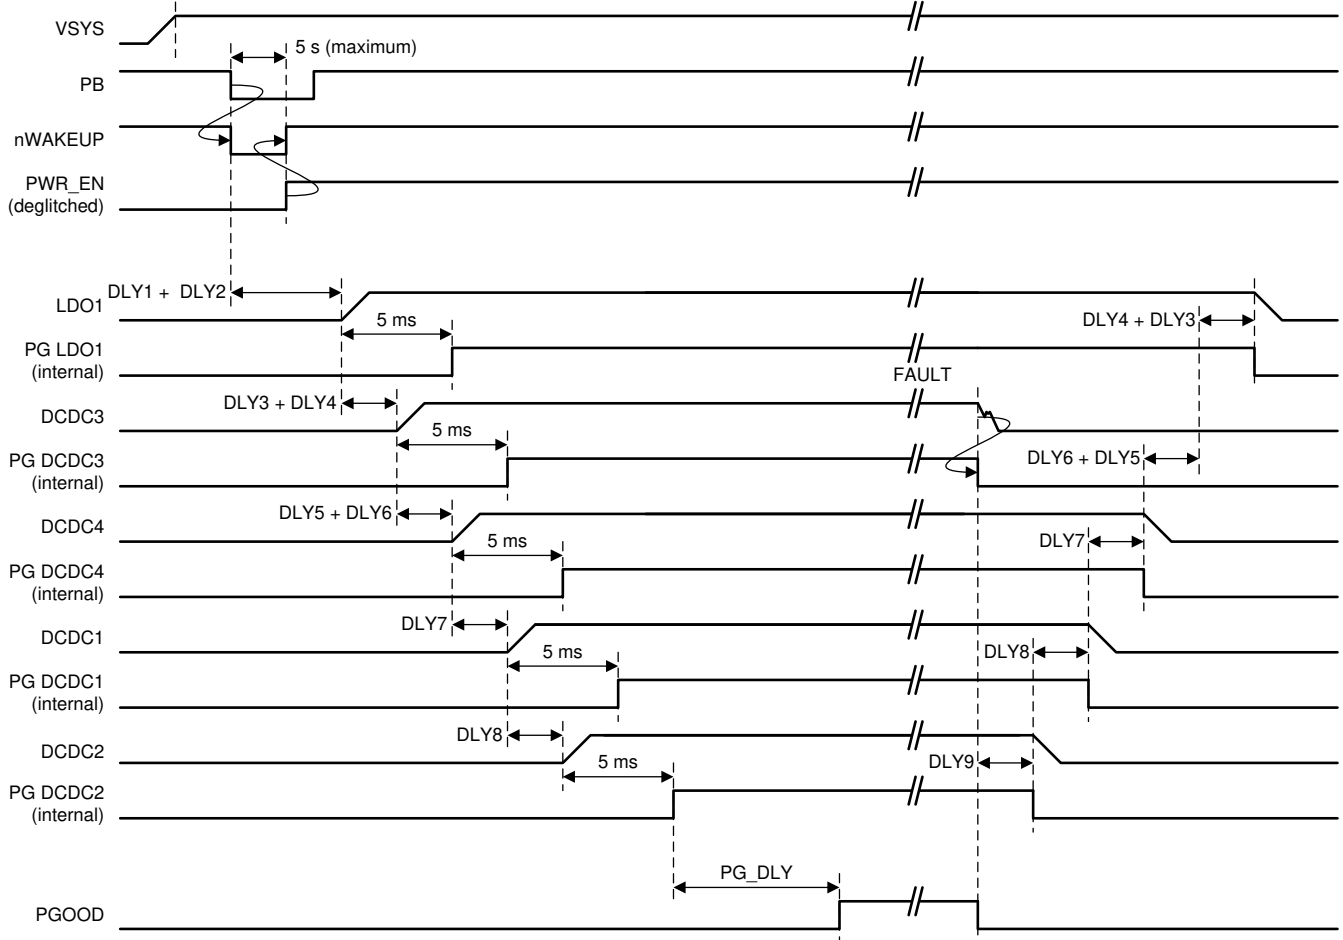 VSYS
5 s (maximum)
PB
nWAKEUP
PWR_EN
(deglitched)
DLY1 + DLY2
LDO1
5 ms
DLY4 + DLY3
PG LDO1
(internal)
FAULT
DLY3 + DLY4
DCDC3
5 ms
PG DCDC3
(internal)
DLY6 + DLY5
DLY5 + DLY6
DCDC4
5 ms
DLY7
PG DCDC4
(internal)
DLY7
DCDC1
5 ms
DLY8
PG DCDC1
(internal)
DLY8
DCDC2
5 ms
DLY9
PG DCDC2
(internal)
PG_DLY
PGOOD